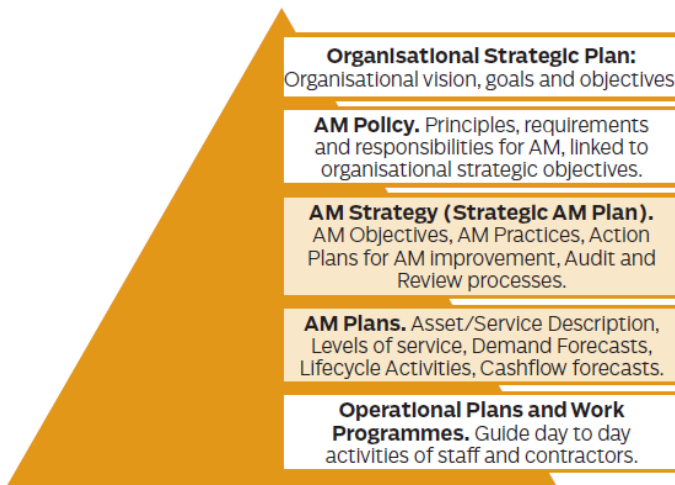 Organisational Strategic Plan:
Organisational vision, goals and objectives
AM Policy. Principles, requirements
and responsibilities for AM, linked to
organisational strategic objectives.
AM Strategy (Strategic AM Plan).
AM Objectives, AM Practices, Action
Plans for AM improvement, Audit and
Review processes.
AM Plans. Asset/Service Description,
Levels of service, Demand Forecasts,
Lifecycle Activities, Cashflow forecasts.
Operational Plans and Work
Programmes. Guide day to day
activities of staff and contractors.